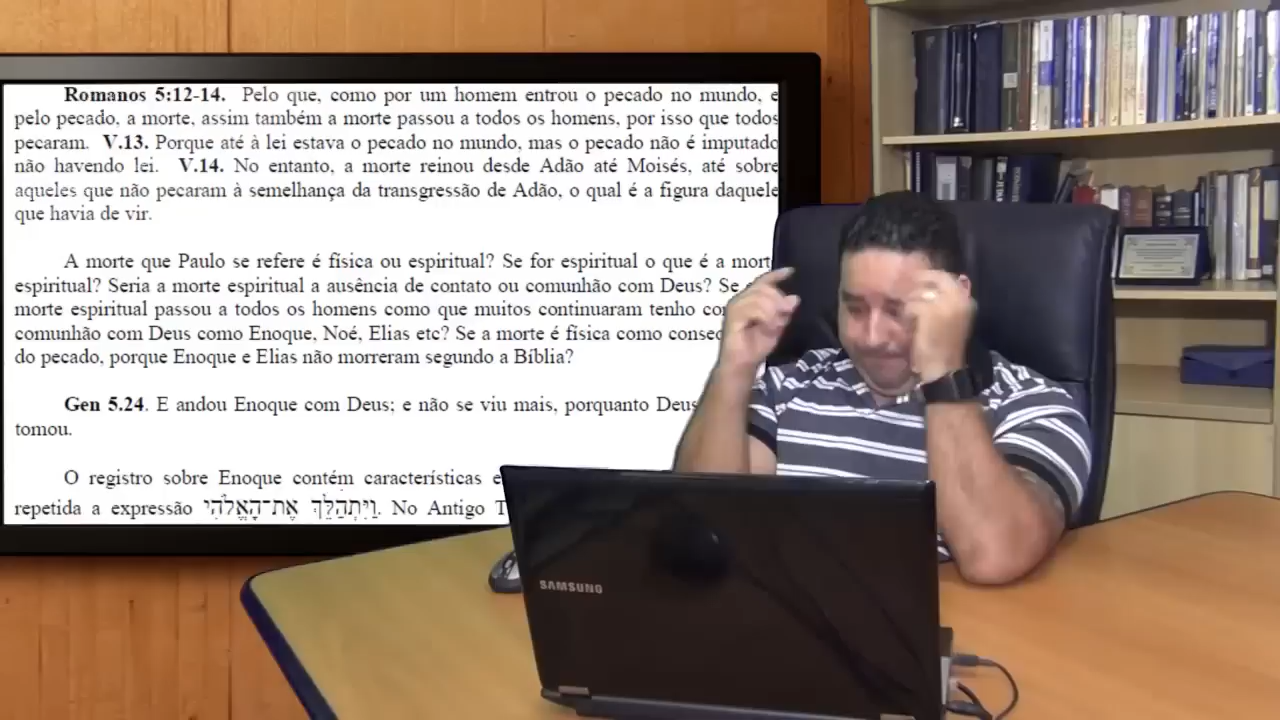 Romanos 5:12-14. Pelo que, como por um homem entrou o pecado no mundo, e
pelo pecado, a morte, assim também a morte passou a todos os homens, por isso que todos
pecaram. V.13. Porque até à lei estava o pecado no mundo, mas o pecado não é imputado
não havendo lei. V.14. No entanto, a morte reinou desde Adão até Moisés, até sobre
aqueles que não pecaram à semelhança da transgressão de Adão, o qual é a figura daquele
que havia de vir.
A morte que Paulo se refere é física ou espiritual? Se for espiritual o que é a morte
espiritual? Seria a morte espiritual a ausência de contato ou comunhão com Deus? Se
morte espiritual passou a todos os homens como que muitos continuaram tenho
comunhão com Deus como Enoque, Noé, Elias etc? Se a morte é física como
do pecado, porque Enoque e Elias não morreram segundo a Bíblia?
Gen 5.24. E andou Enoque com Deus; e não se viu mais, porquanto Deus
tomou.
O registro sobre Enoque contém características
repetida a expressão וַיִּתְהַלֵּךְ אֶת־הָאֱלֹהִי. No Antigo
SAMSUNG